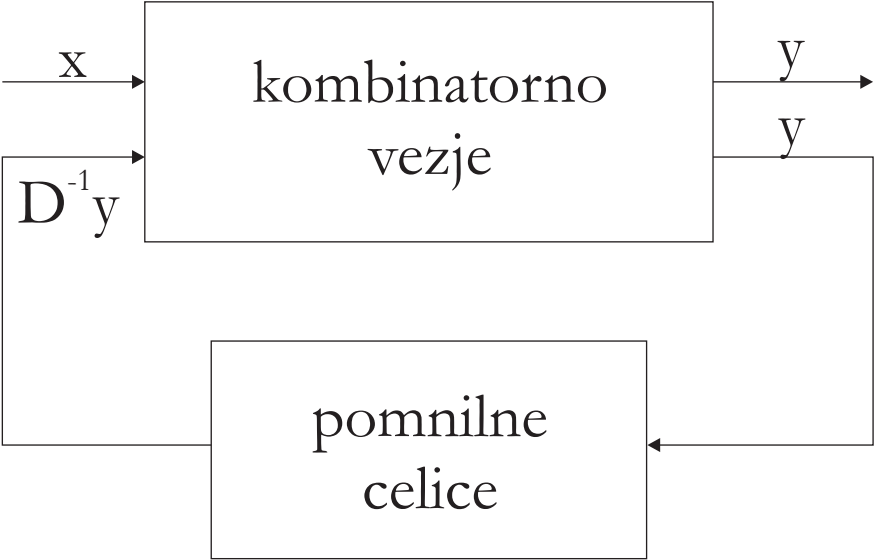 x
kombinatorno
vezje
y
y
D⁻¹y
pomnilne
celice